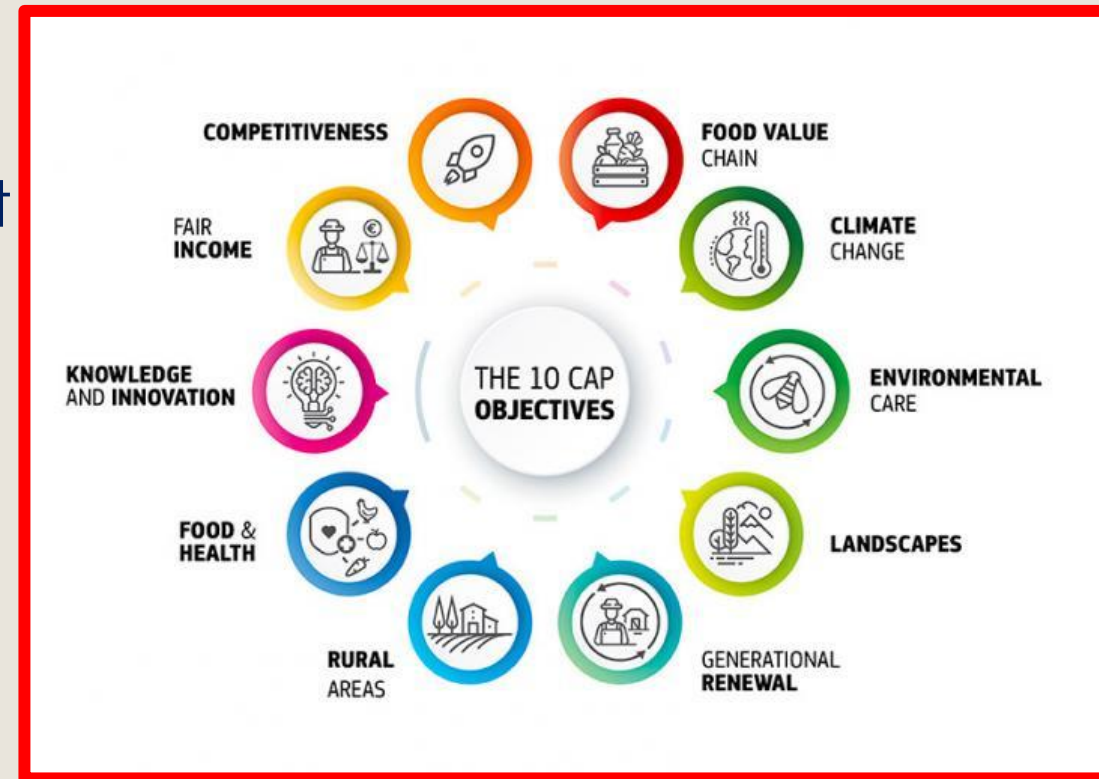 COMPETITIVENESS
FOOD VALUE
CHAIN
FAIR
INCOME
CLIMATE
CHANGE
KNOWLEDGE
AND INNOVATION
THE 10 CAP
OBJECTIVES
ENVIRONMENTAL
CARE
FOOD &
HEALTH
LANDSCAPES
RURAL
AREAS
GENERATIONAL
RENEWAL